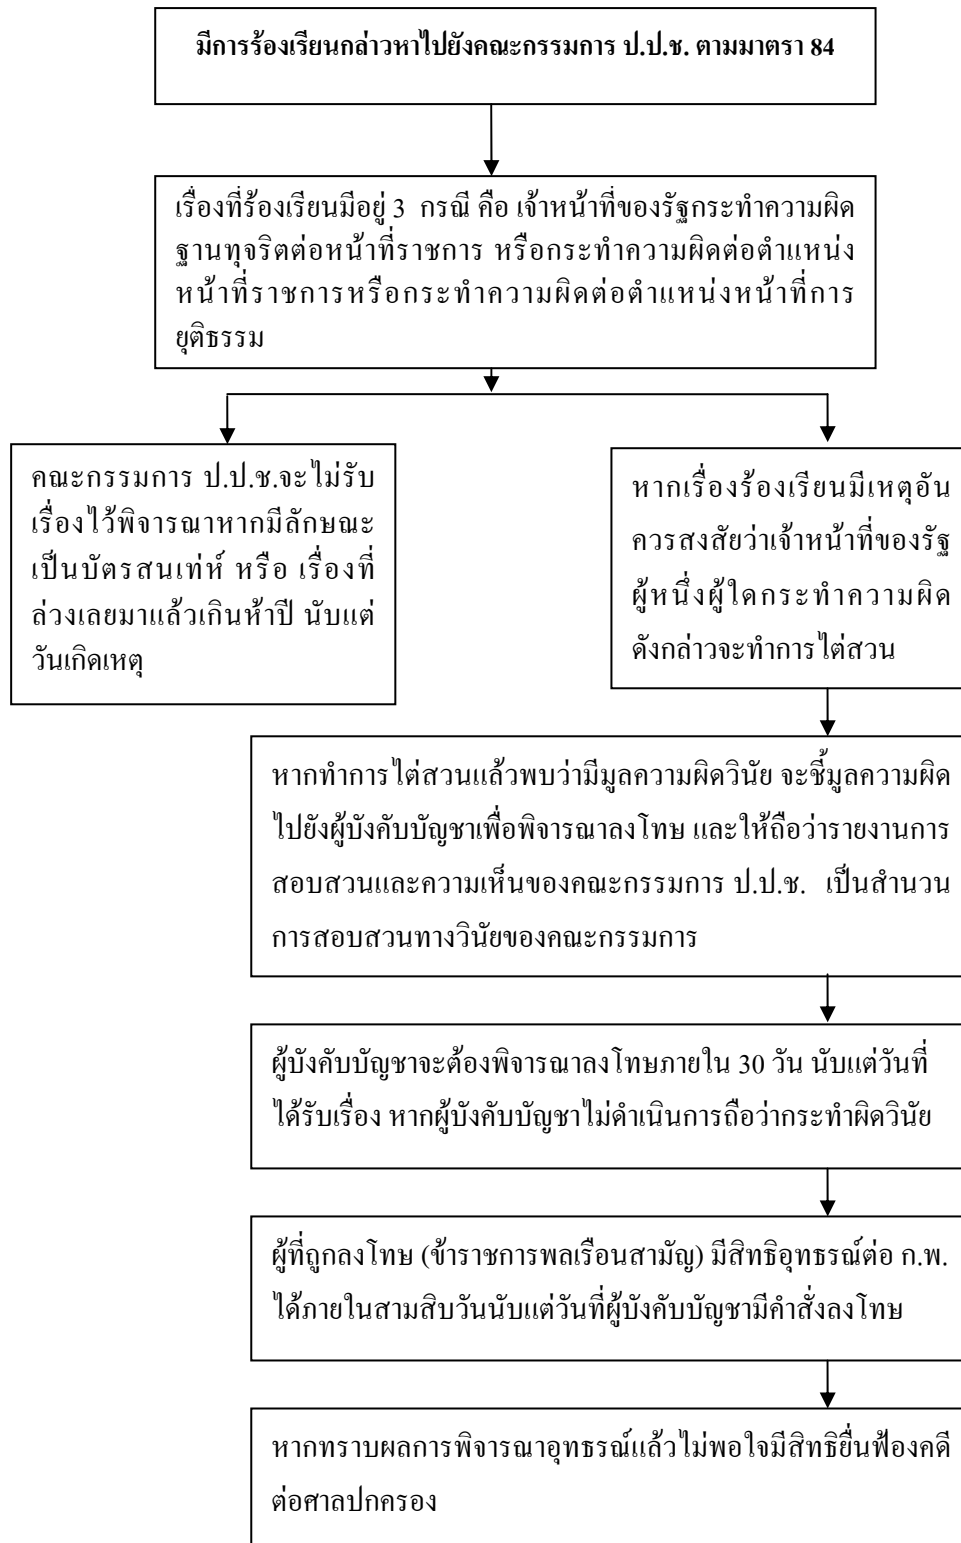 มีการร้องเรียนกล่าวหาไปยังคณะกรรมการ ป.ป.ช. ตามมาตรา 84
เรื่องที่ร้องเรียนมีอยู่ 3 กรณี คือ เจ้าหน้าที่ของรัฐกระทำความผิด
ฐานทุจริตต่อหน้าที่ราชการ หรือกระทำความผิดต่อตำแหน่ง
หน้าที่ราชการหรือกระทำความผิดต่อตำแหน่งหน้าที่การ
ยุติธรรม
คณะกรรมการ ป.ป.ช.จะไม่รับ
เรื่องไว้พิจารณาหากมีลักษณะ
เป็นบัตรสนเท่ห์ หรือ เรื่องที่
ล่วงเลยมาแล้วเกินห้าปี นับแต่
วันเกิดเหตุ
หากเรื่องร้องเรียนมีเหตุอัน
ควรสงสัยว่าเจ้าหน้าที่ของรัฐ
ผู้หนึ่งผู้ใดกระทำความผิด
ดังกล่าวจะทำการไต่สวน
หากทำการไต่สวนแล้วพบว่ามีมูลความผิดวินัย จะชี้มูลความผิด
ไปยังผู้บังคับบัญชาเพื่อพิจารณาลงโทษ และให้ถือว่ารายงานการ
สอบสวนและความเห็นของคณะกรรมการ ป.ป.ช. เป็นสำนวน
การสอบสวนทางวินัยของคณะกรรมการ
ผู้บังคับบัญชาจะต้องพิจารณาลงโทษภายใน 30 วัน นับแต่วันที่
ได้รับเรื่อง หากผู้บังคับบัญชาไม่ดำเนินการถือว่ากระทำผิดวินัย
ผู้ที่ถูกลงโทษ (ข้าราชการพลเรือนสามัญ) มีสิทธิอุทธรณ์ต่อ ก.พ.
ได้ภายในสามสิบวันนับแต่วันที่ผู้บังคับบัญชามีคำสั่งลงโทษ
หากทราบผลการพิจารณาอุทธรณ์แล้วไม่พอใจมีสิทธิยื่นฟ้องคดี
ต่อศาลปกครอง